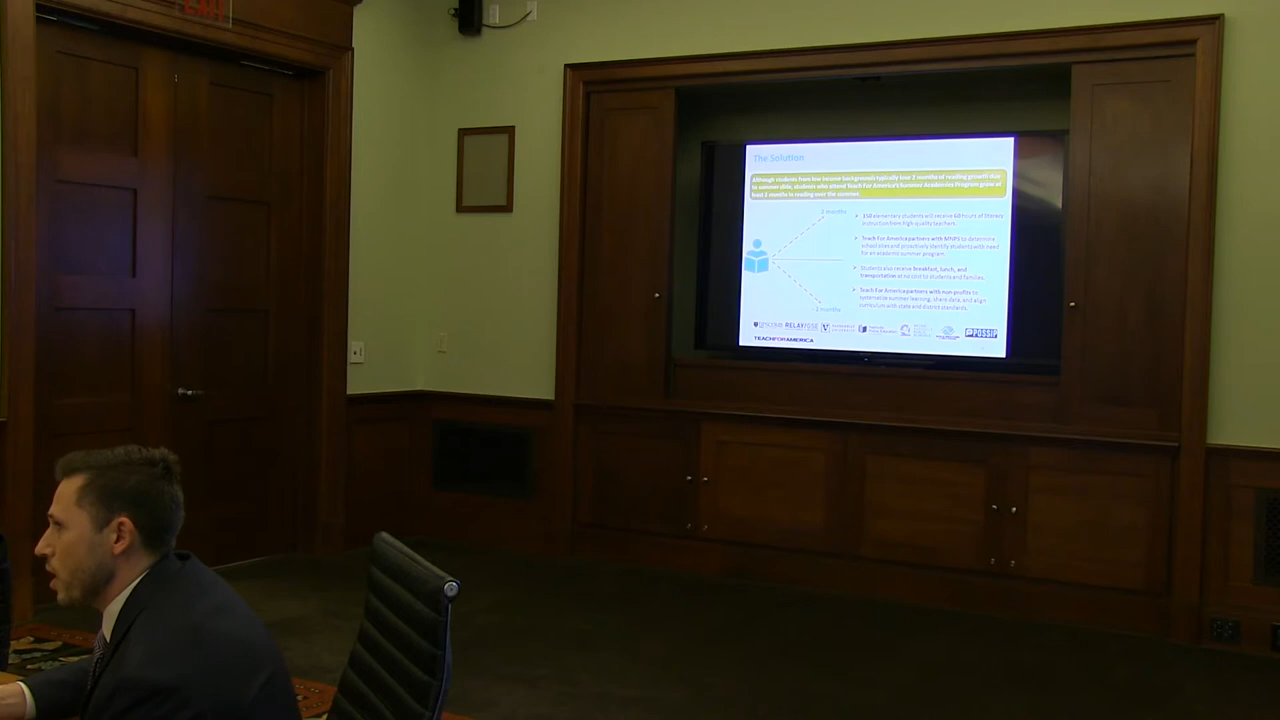 EXIT
The Solution
Although students from low income backgrounds typically lose 2 months of reading growth due
to summer slide, students who attend Teach For America's Summer Academies Program grow at
least 2 months in reading over the summer.
2 months
350 elementary students will receive 60 hours of literacy
instruction from high-quality teachers.
Teach For America partners with MNPS to determine
school sites and proactively identify students with need
for an academic summer program.
Students also receive breakfast, lunch, and
transportation at no cost to students and families.
- 2 months
Teach For America partners with non-profits to
systematize summer learning, share data, and align
curriculum with state and district standards.
RELAY/GSE
POSSIP
TEACHFORAMERICA